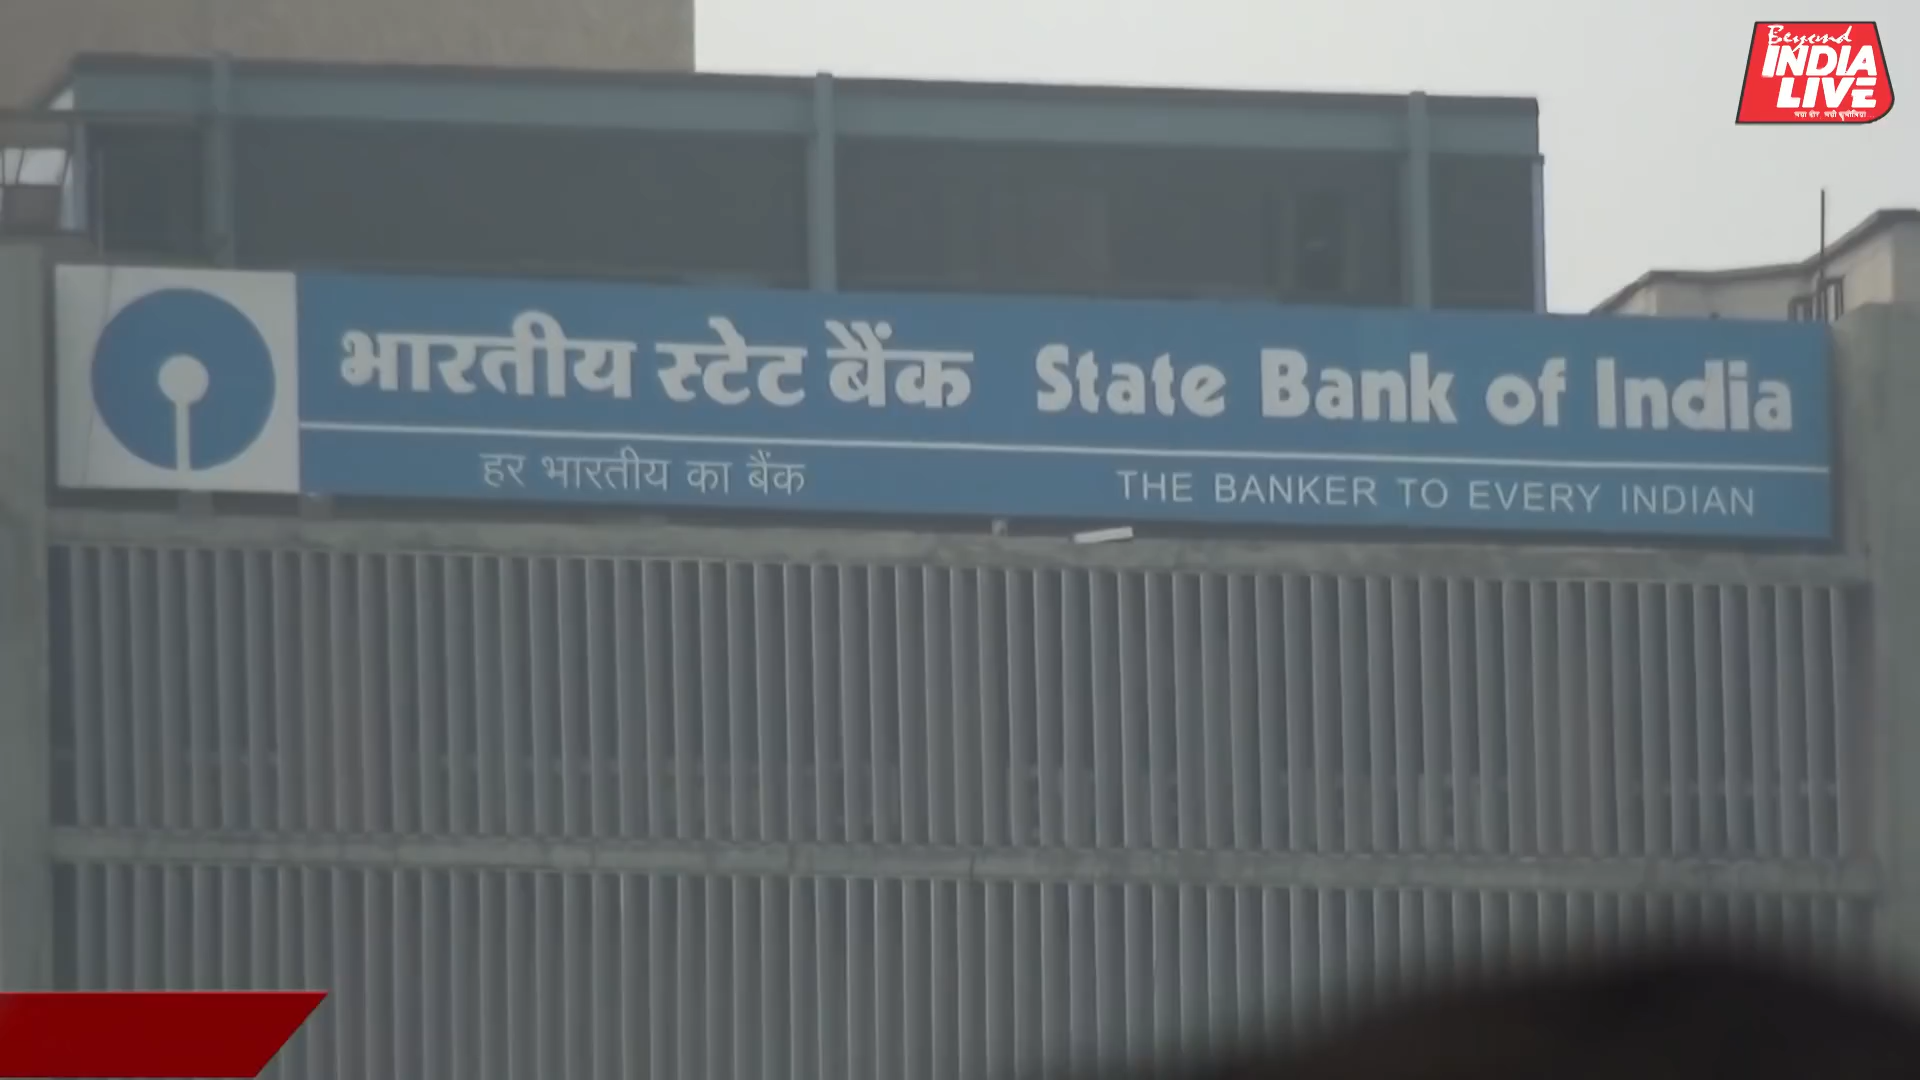 Beyond
INDIA
LIVE
भारतीय स्टेट बैंक State Bank of India
हर भारतीय का बैंक THE BANKER TO EVERY INDIAN